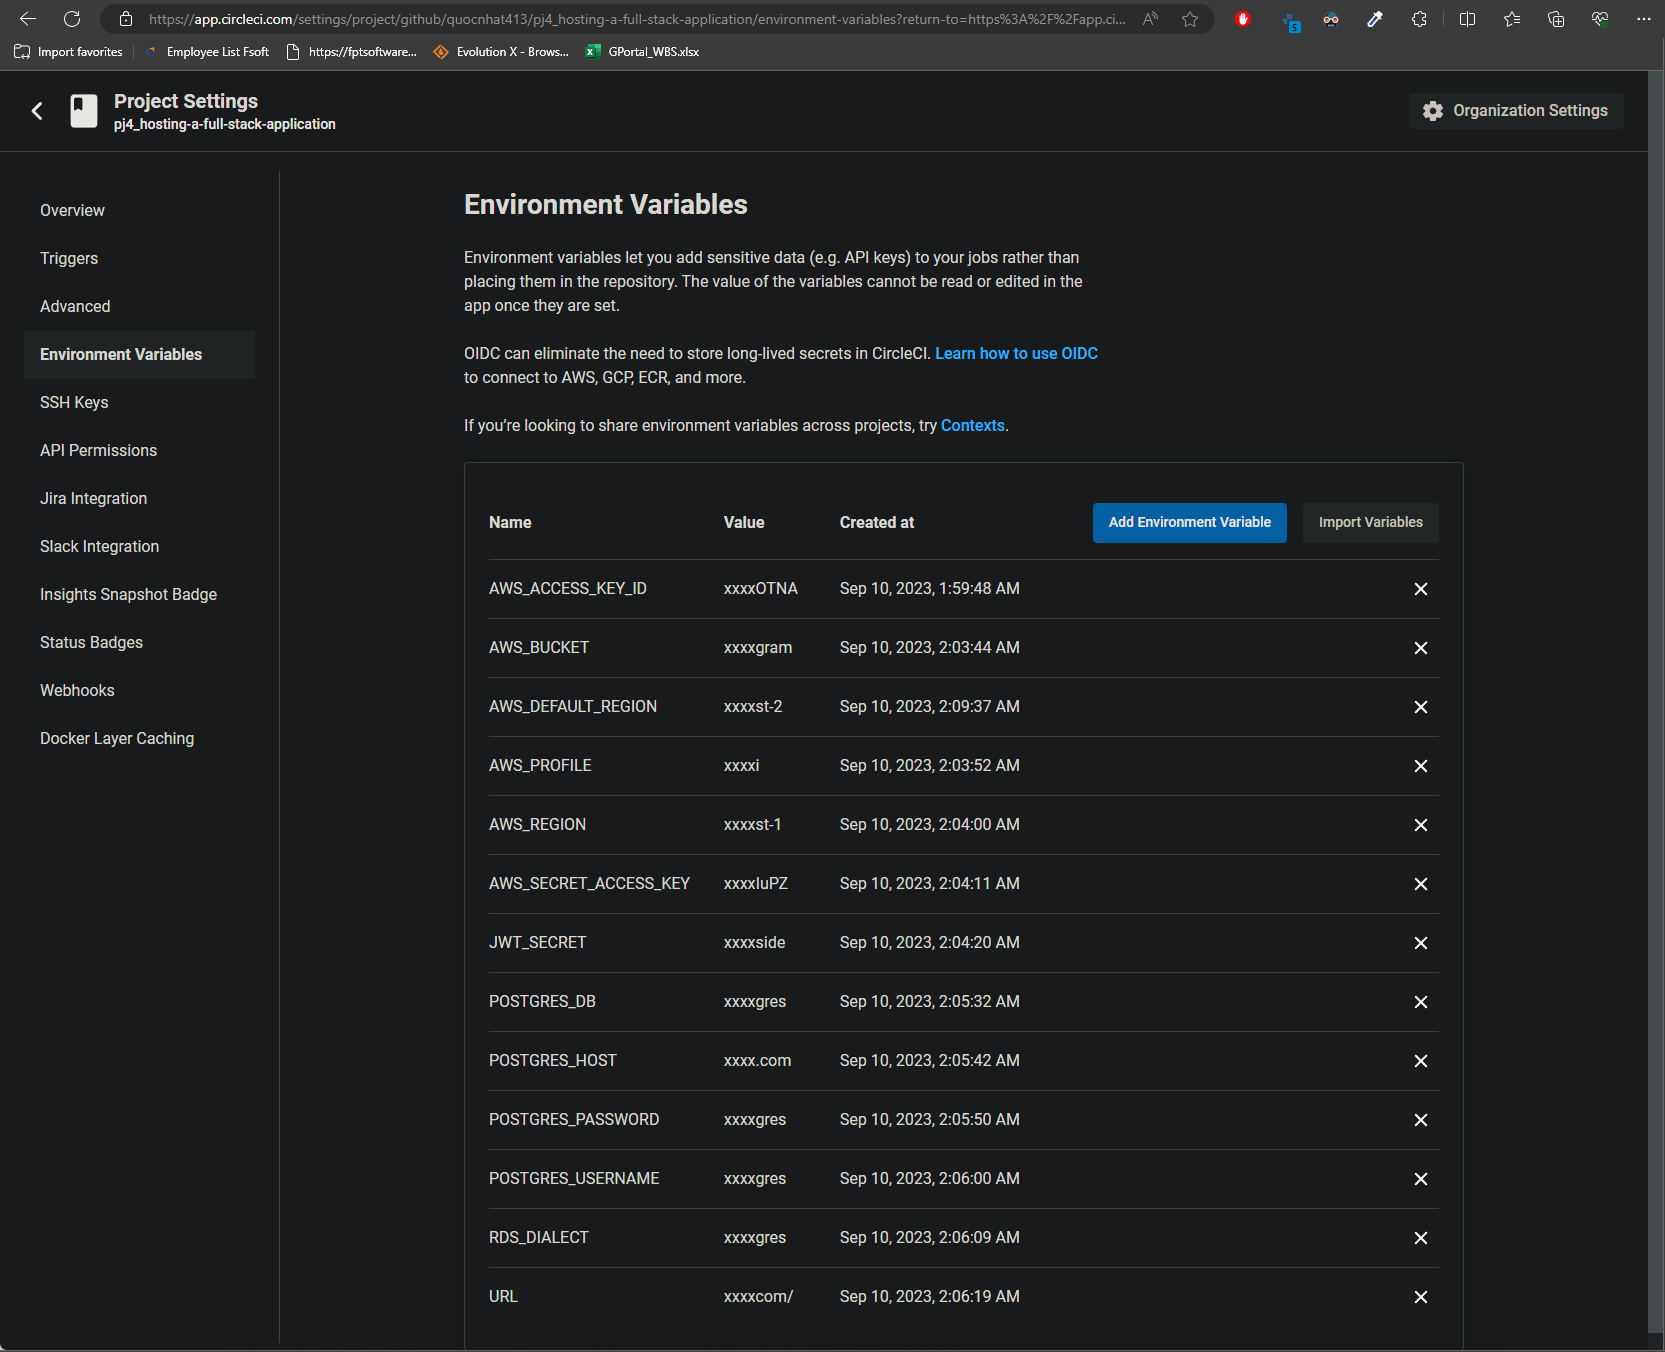 https://app.circleci.com/settings/project/github/quocnhat413/pj4_hosting-a-full-stack-application/environment-variables?return-to=https%3A%2F%2Fapp.ci...
5
Import favorites
Employee List Fsoft
https://fptsoftware...
Evolution X - Brows...
GPortal_WBS.xlsx
Project Settings
pj4_hosting-a-full-stack-application
Organization Settings
Overview
Triggers
Advanced
Environment Variables
SSH Keys
API Permissions
Jira Integration
Slack Integration
Insights Snapshot Badge
Status Badges
Webhooks
Docker Layer Caching
Environment Variables
Environment variables let you add sensitive data (e.g. API keys) to your jobs rather than
placing them in the repository. The value of the variables cannot be read or edited in the
app once they are set.
OIDC can eliminate the need to store long-lived secrets in CircleCI. Learn how to use OIDC
to connect to AWS, GCP, ECR, and more.
If you're looking to share environment variables across projects, try Contexts.
Name Value Created at Add Environment Variable Import Variables
AWS_ACCESS_KEY_ID xxxxOTNA Sep 10, 2023, 1:59:48 AM
AWS_BUCKET xxxxgram Sep 10, 2023, 2:03:44 AM
AWS_DEFAULT_REGION xxxxst-2 Sep 10, 2023, 2:09:37 AM
AWS_PROFILE xxxxi Sep 10, 2023, 2:03:52 AM
AWS_REGION xxxxst-1 Sep 10, 2023, 2:04:00 AM
AWS_SECRET_ACCESS_KEY xxxxIuPZ Sep 10, 2023, 2:04:11 AM
JWT_SECRET xxxxside Sep 10, 2023, 2:04:20 AM
POSTGRES_DB xxxxgres Sep 10, 2023, 2:05:32 AM
POSTGRES_HOST xxxx.com Sep 10, 2023, 2:05:42 AM
POSTGRES_PASSWORD xxxxgres Sep 10, 2023, 2:05:50 AM
POSTGRES_USERNAME xxxxgres Sep 10, 2023, 2:06:00 AM
RDS_DIALECT xxxxgres Sep 10, 2023, 2:06:09 AM
URL xxxxcom/ Sep 10, 2023, 2:06:19 AM